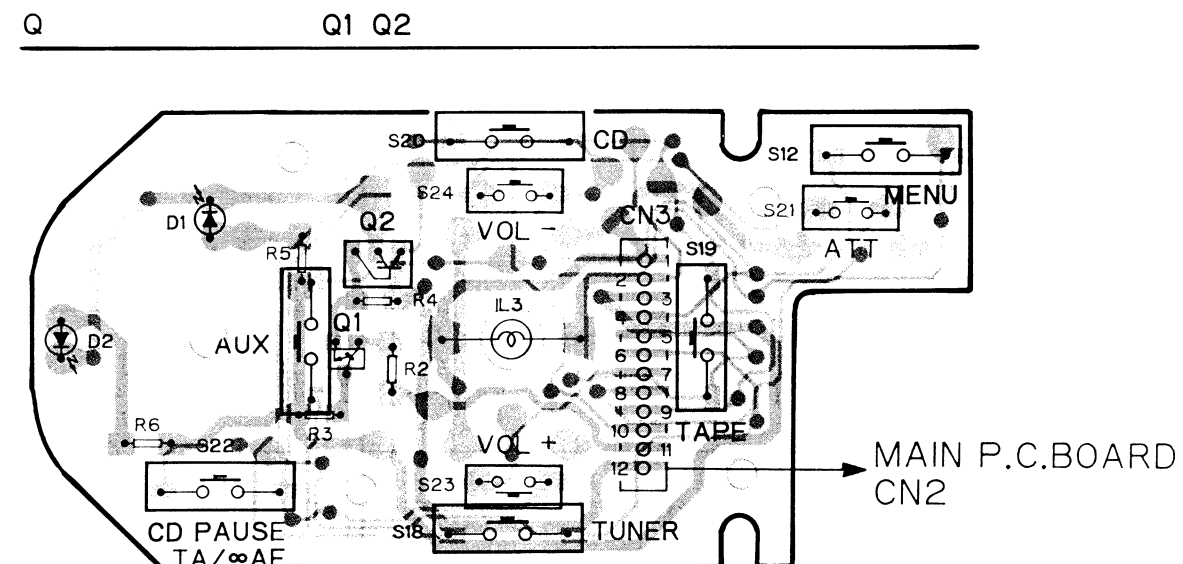 Q Q1 Q2
S20 CD
S12
MENU
S24
VOL -
S21
ATT
D1
Q2
CN3
S19
R5
1
2
3
4
5
6
7
8
9
10
11
12
R4
IL3
Q1
AUX
D2
R2
R6
S22
R3
VOL +
TAPE
MAIN P.C.BOARD
CN2
S23
CD PAUSE
TA/∞AF
S18
TUNER